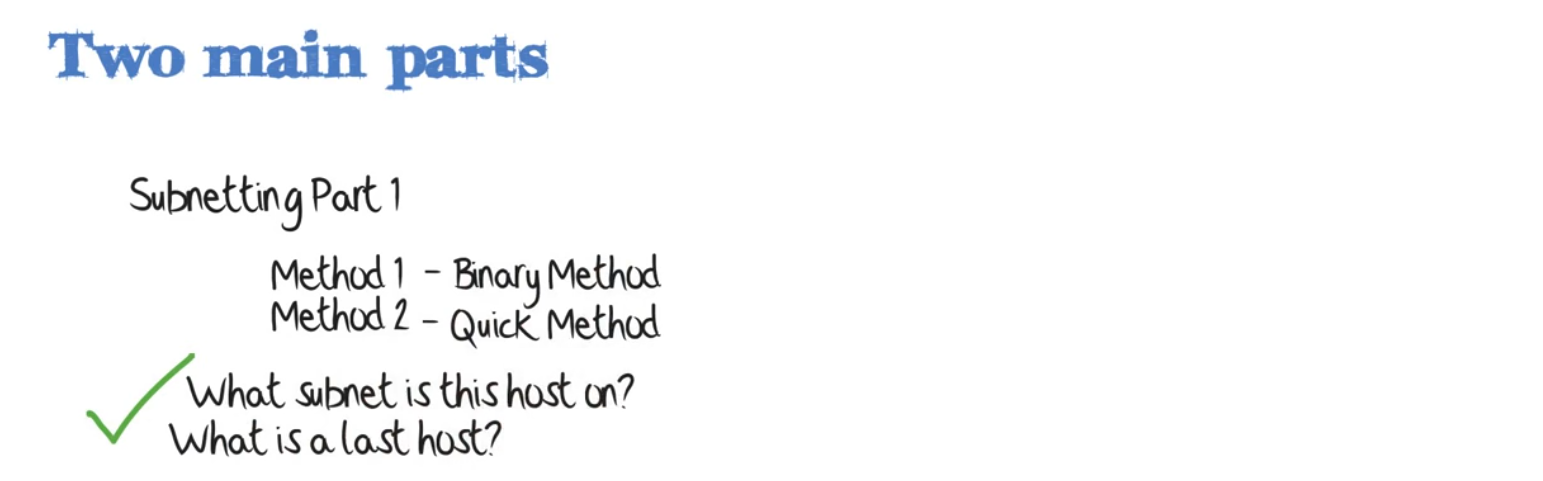 Two main parts
Subnetting Part 1
Method 1 - Binary Method
Method 2 - Quick Method
What subnet is this host on?
What is a last host?